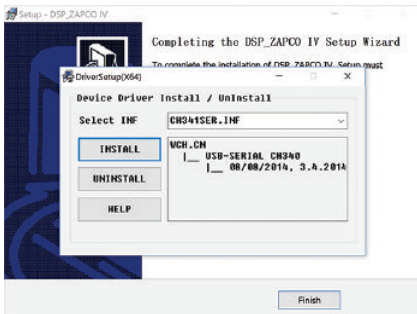 Setup - DSP_ZAPCO IV
Completing the DSP_ZAPCO IV Setup Wizard
To complete the installation of DSP_ZAPCO IV, Setup must
DriverSetup(X64)
Device Driver Install / UnInstall
Select INF
CH341SER.INF
INSTALL
UNINSTALL
HELP
WCH.CN
|__ USB-SERIAL CH340
|__ 08/08/2014, 3.4.2014
Finish